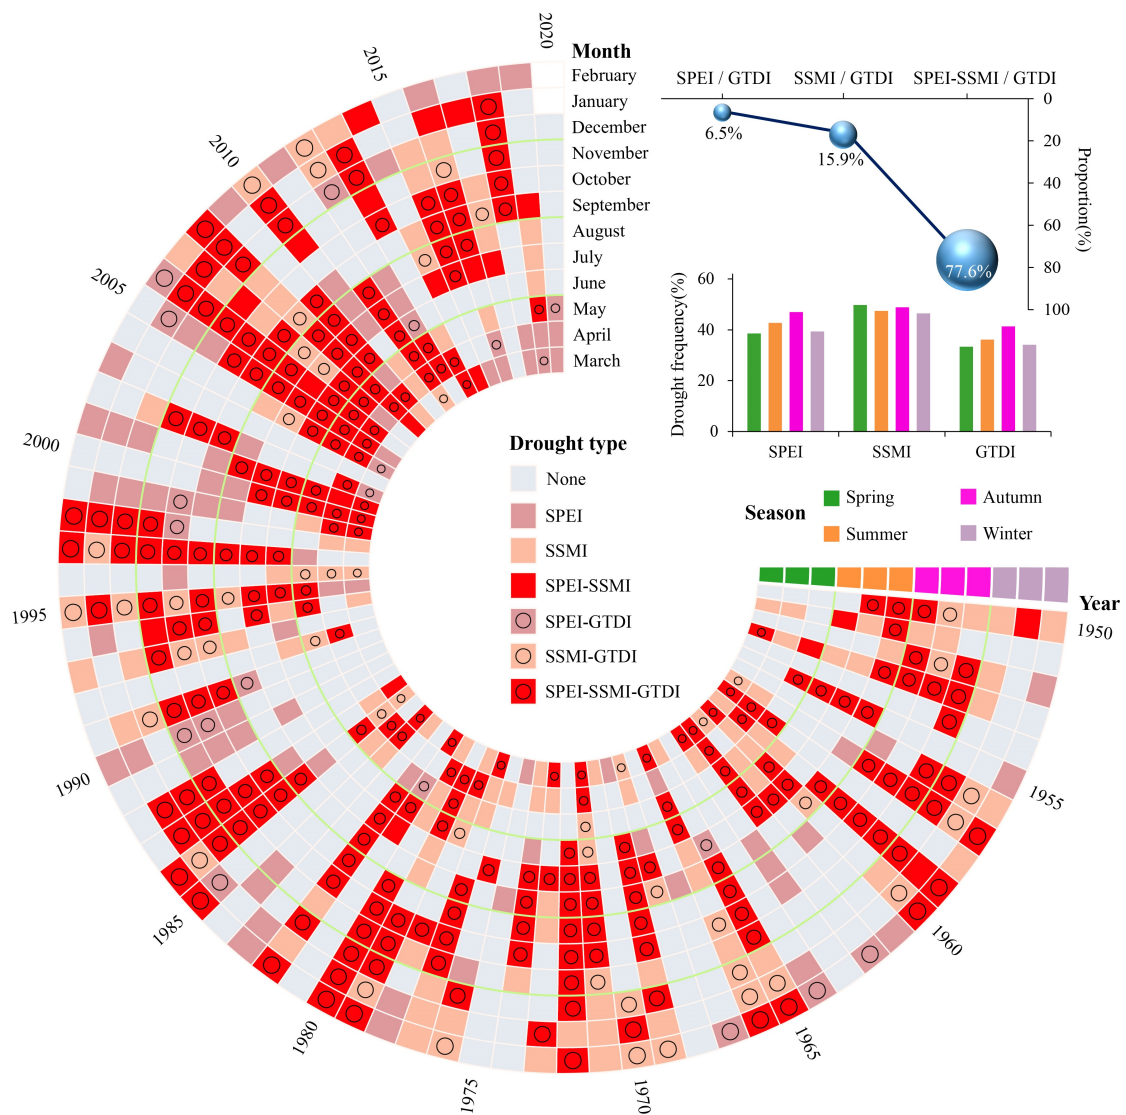 2020
2015
2010
2005
2000
1995
1990
1985
1980
1975
1970
1965
1960
1955
1950
Year
Month
February
January
December
November
October
September
August
July
June
May
April
March
SPEI / GTDI
SSMI / GTDI
SPEI-SSMI / GTDI
6.5%
15.9%
77.6%
0
20
40
60
80
100
Proportion(%)
Drought frequency(%)
60
40
20
0
SPEI
SSMI
GTDI
Season
Spring
Autumn
Summer
Winter
Drought type
None
SPEI
SSMI
SPEI-SSMI
SPEI-GTDI
SSMI-GTDI
SPEI-SSMI-GTDI